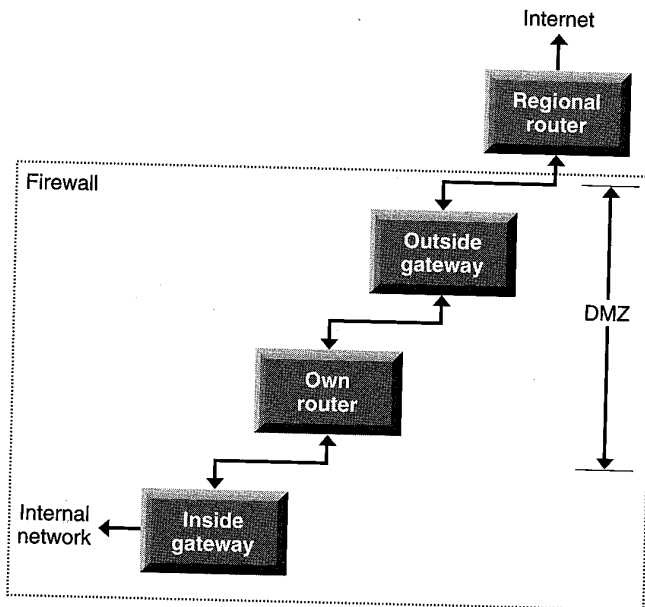 Internet
Regional
router
Firewall
Outside
gateway
DMZ
Own
router
Internal
network
Inside
gateway